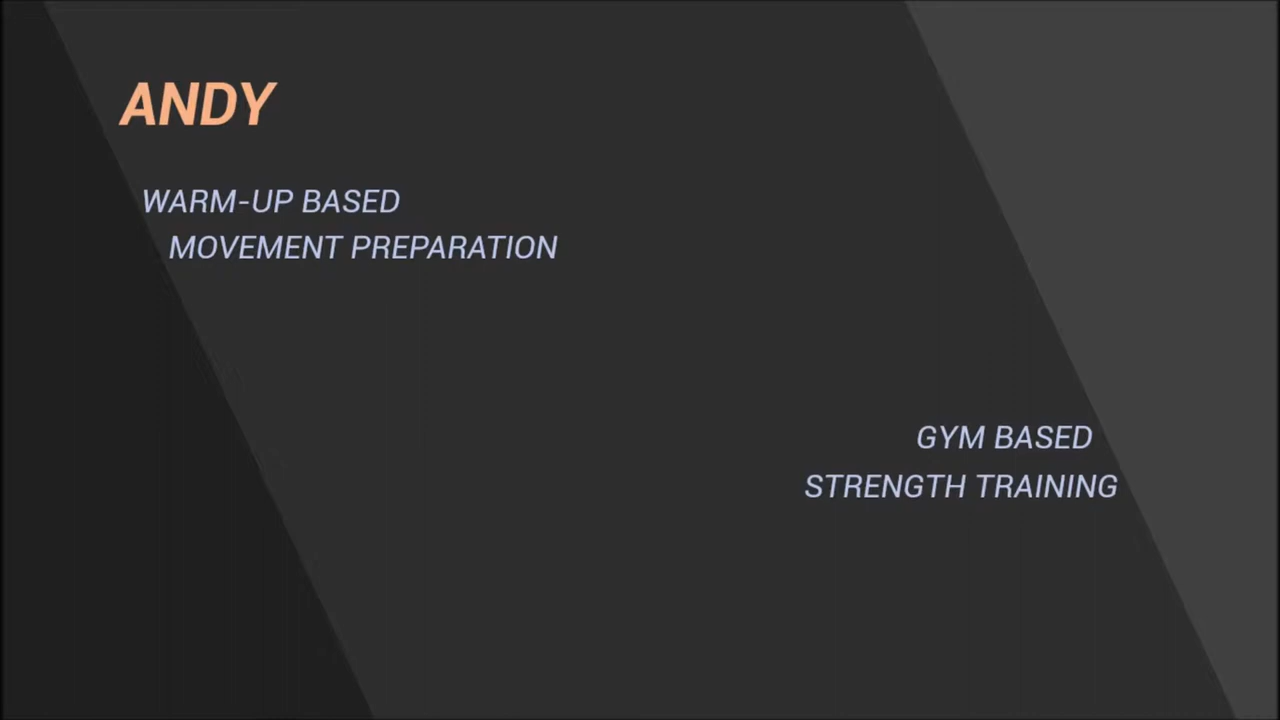 ANDY
WARM-UP BASED
MOVEMENT PREPARATION
GYM BASED
STRENGTH TRAINING